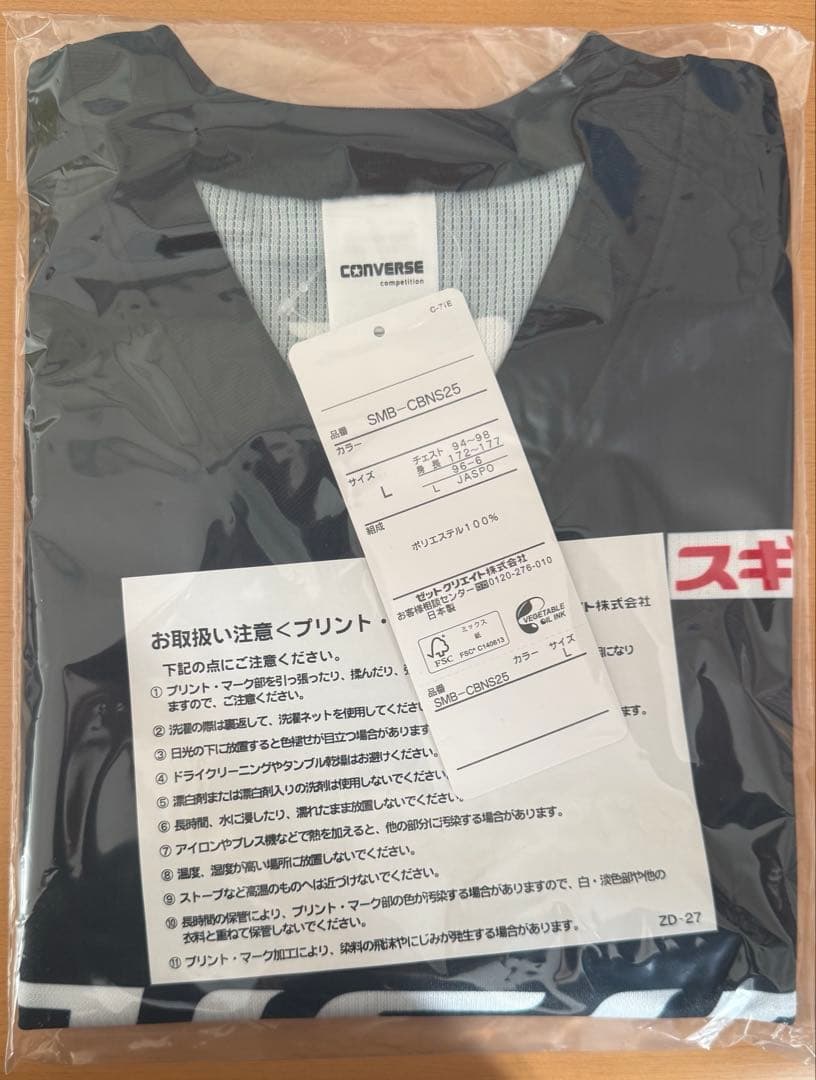 CONVERSE
competition
C-71E
品番 SMB-CBNS25
カラー
サイズ L
チェスト 94~98
身長 172~177
96-6
L JASPO
組成
ポリエステル100%
ゼットクリエイト株式会社
お客様相談センター 0120-276-010
日本製
FSC
ミックス
紙
FSC® C140613
VEGETABLE
OIL INK
品番 カラー サイズ
SMB-CBNS25 L
スギ
お取扱い注意<プリント・
イト株式会社
下記の点にご注意ください。
① プリント・マーク部を引っ張ったり、揉んだり、
因になり
ますので、ご注意ください。
② 洗濯の際は裏返して、洗濯ネットを使用してくださ
③ 日光の下に放置すると色褪せが目立つ場合があります
ます。
④ ドライクリーニングやタンブル乾燥はお避けください。
⑤ 漂白剤または漂白剤入りの洗剤は使用しないでください
⑥ 長時間、水に浸したり、濡れたまま放置しないでください。
⑦ アイロンやプレス機などで熱を加えると、他の部分に汚染する場合があります。
⑧ 温度、湿度が高い場所に放置しないでください。
⑨ ストーブなど高温のものへは近づけないでください。
⑩ 長時間の保管により、プリント・マーク部の色が汚染する場合がありますので、白・淡色部や他の
衣料と重ねて保管しないでください。
⑪ プリント・マーク加工により、染料の飛沫やにじみが発生する場合があります。
ZD-27